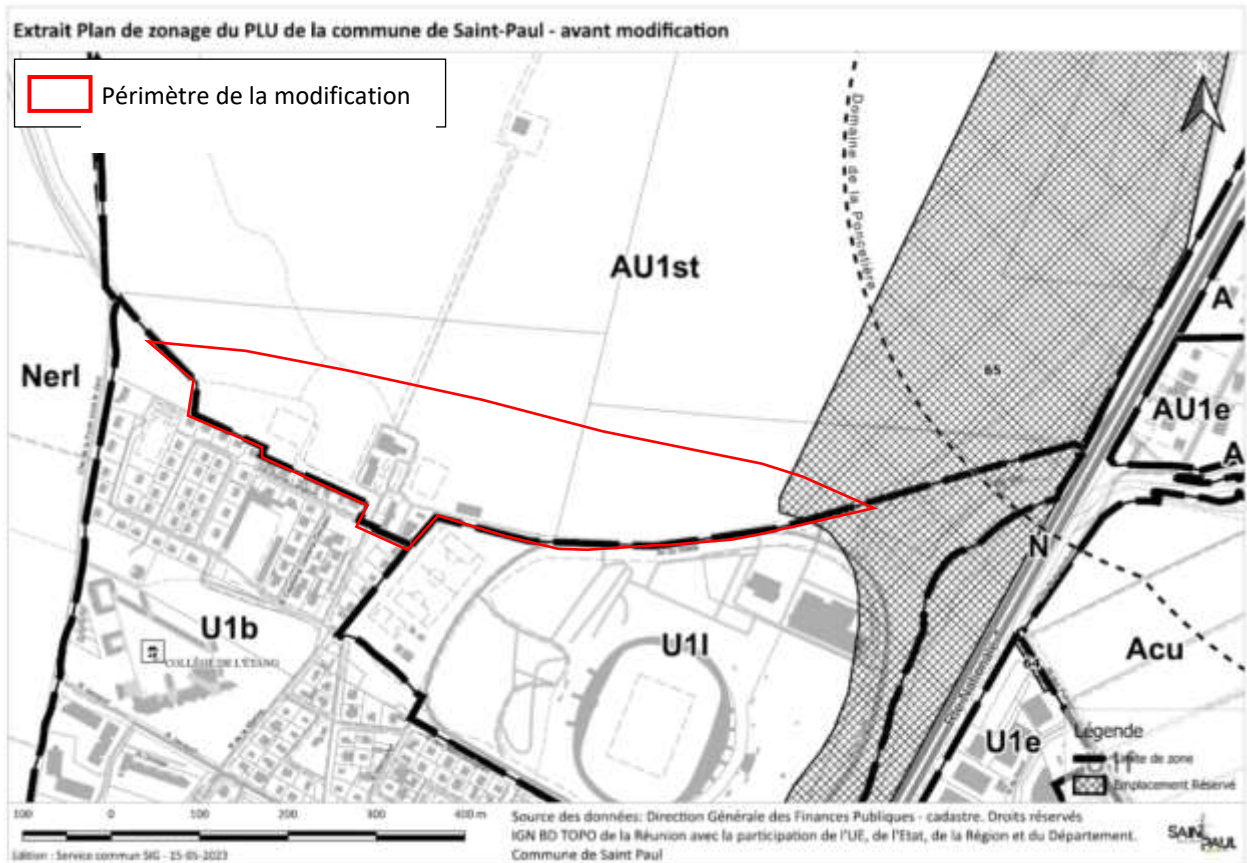 Extrait Plan de zonage du PLU de la commune de Saint-Paul - avant modification
Périmètre de la modification
Domaine de la Poncetière
AU1st
A
65
Nerl
AU1e
A
N
U1b
49
COLLÈGE DE L'ETANG
U1l
Acu
64
Route Nationale
U1e
Légende
Limite de zone
Emplacement Réservé
100 0 100 200 300 400 m
Edition : Service commun SIG - 15-05-2023
Source des données: Direction Générale des Finances Publiques - cadastre. Droits réservés
IGN BD TOPO de la Réunion avec la participation de l'UE, de l'Etat, de la Région et du Département.
Commune de Saint Paul
SAINT PAUL